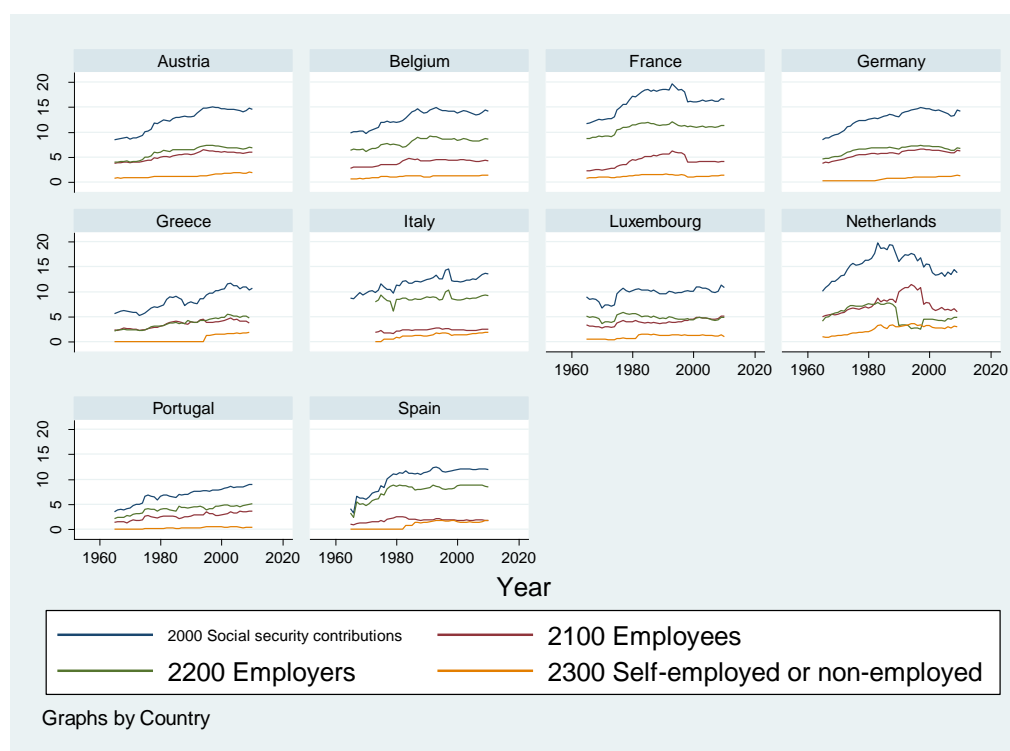 Austria Belgium France Germany
20
15
10
5
0
Greece Italy Luxembourg Netherlands
20
15
10
5
0
1960 1980 2000 2020 1960 1980 2000 2020
Portugal Spain
20
15
10
5
0
1960 1980 2000 2020 1960 1980 2000 2020
Year
2000 Social security contributions 2100 Employees
2200 Employers 2300 Self-employed or non-employed
Graphs by Country